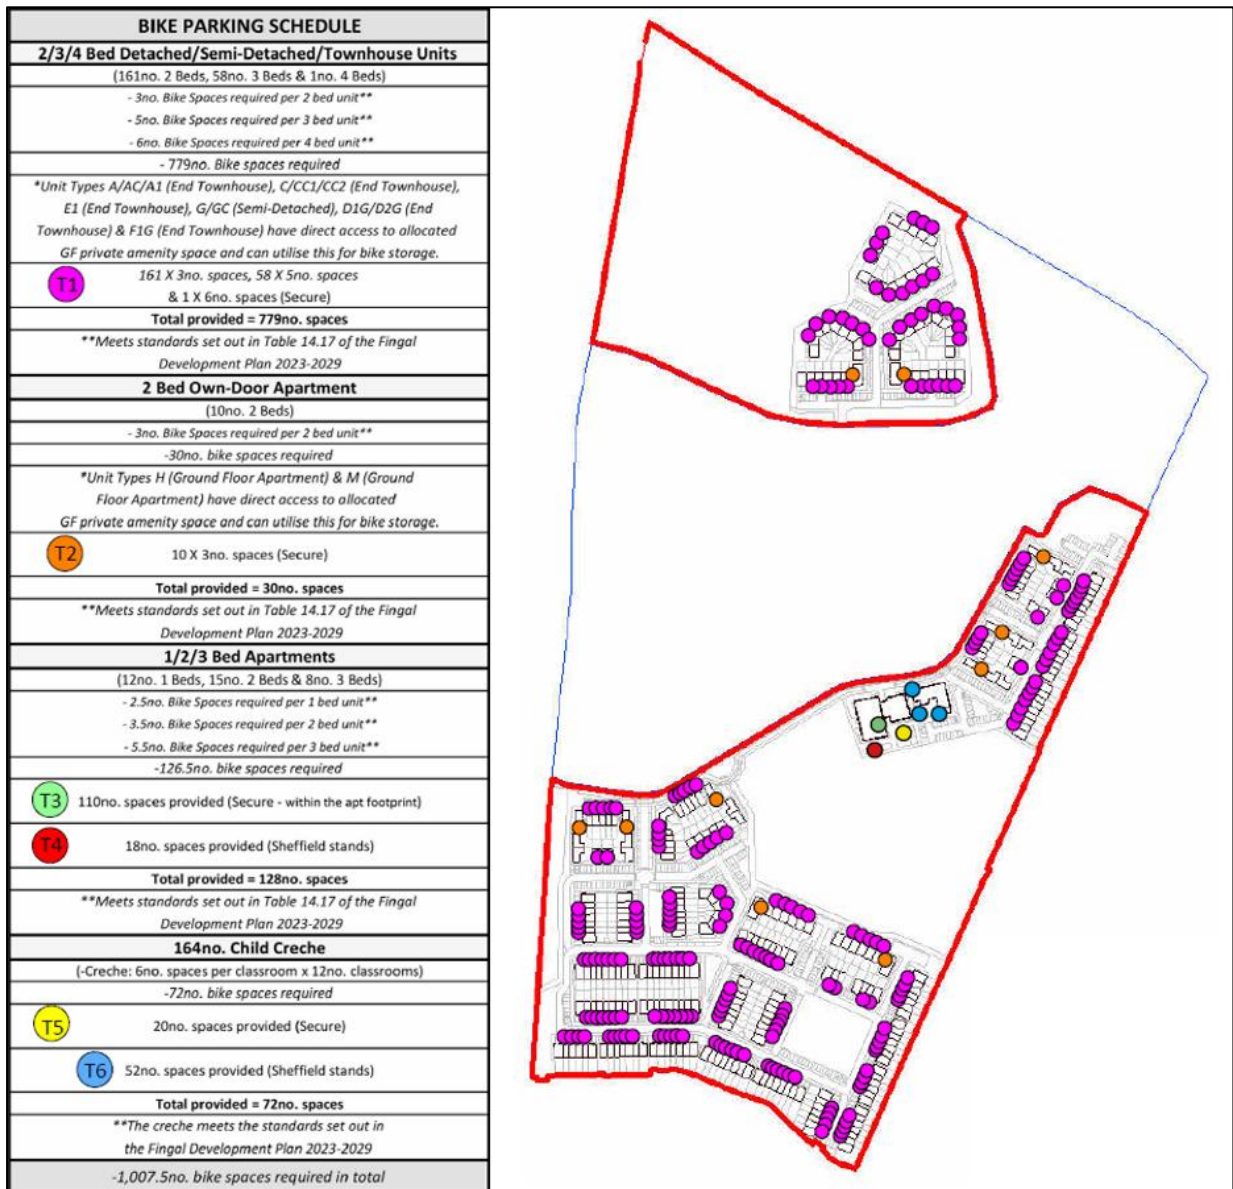 BIKE PARKING SCHEDULE
2/3/4 Bed Detached/Semi-Detached/Townhouse Units
(161no. 2 Beds, 58no. 3 Beds & 1no. 4 Beds)
- 3no. Bike Spaces required per 2 bed unit**
- 5no. Bike Spaces required per 3 bed unit**
- 6no. Bike Spaces required per 4 bed unit**
- 779no. Bike spaces required
*Unit Types A/AC/A1 (End Townhouse), C/CC1/CC2 (End Townhouse),
E1 (End Townhouse), G/GC (Semi-Detached), D1G/D2G (End
Townhouse) & F1G (End Townhouse) have direct access to allocated
GF private amenity space and can utilise this for bike storage.
T1
161 X 3no. spaces, 58 X 5no. spaces
& 1 X 6no. spaces (Secure)
Total provided = 779no. spaces
**Meets standards set out in Table 14.17 of the Fingal
Development Plan 2023-2029
2 Bed Own-Door Apartment
(10no. 2 Beds)
- 3no. Bike Spaces required per 2 bed unit**
-30no. bike spaces required
*Unit Types H (Ground Floor Apartment) & M (Ground
Floor Apartment) have direct access to allocated
GF private amenity space and can utilise this for bike storage.
T2 10 X 3no. spaces (Secure)
Total provided = 30no. spaces
**Meets standards set out in Table 14.17 of the Fingal
Development Plan 2023-2029
1/2/3 Bed Apartments
(12no. 1 Beds, 15no. 2 Beds & 8no. 3 Beds)
- 2.5no. Bike Spaces required per 1 bed unit**
- 3.5no. Bike Spaces required per 2 bed unit**
- 5.5no. Bike Spaces required per 3 bed unit**
-126.5no. bike spaces required
T3 110no. spaces provided (Secure - within the apt footprint)
T4 18no. spaces provided (Sheffield stands)
Total provided = 128no. spaces
**Meets standards set out in Table 14.17 of the Fingal
Development Plan 2023-2029
164no. Child Creche
(-Creche: 6no. spaces per classroom x 12no. classrooms)
-72no. bike spaces required
T5 20no. spaces provided (Secure)
T6 52no. spaces provided (Sheffield stands)
Total provided = 72no. spaces
**The creche meets the standards set out in
the Fingal Development Plan 2023-2029
-1,007.5no. bike spaces required in total